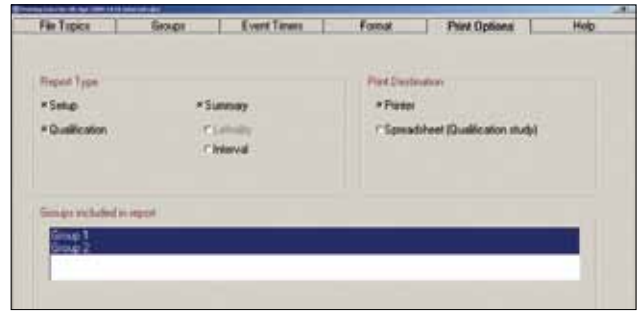 File Topics Groups Event Timers Format Print Options Help
Report Type Print Destination
Setup Summary Printer
Qualification Lethality Spreadsheet (Qualification study)
Interval
Groups included in report
Group 1
Group 2